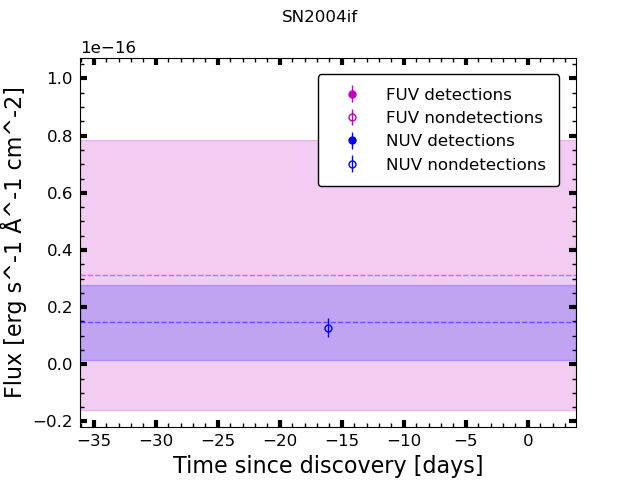 SN2004if
1e−16
1.0
0.8
0.6
0.4
0.2
0.0
−0.2
Flux [erg s^-1 Å^-1 cm^-2]
FUV detections
FUV nondetections
NUV detections
NUV nondetections
−35 −30 −25 −20 −15 −10 −5 0
Time since discovery [days]